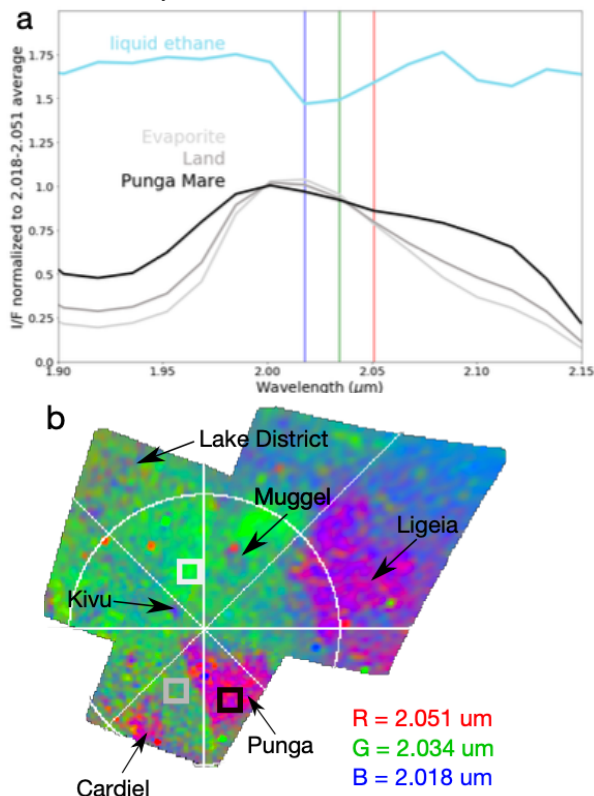 a
I/F normalized to 2.018-2.051 average
1.75
1.5
1.25
1.0
0.75
0.5
0.25
0.0
liquid ethane
Evaporite
Land
Punga Mare
1.90 1.95 2.00 2.05 2.10 2.15
Wavelength (μm)
b
Lake District
Muggel
Ligeia
Kivu
Punga
Cardiel
R = 2.051 um
G = 2.034 um
B = 2.018 um